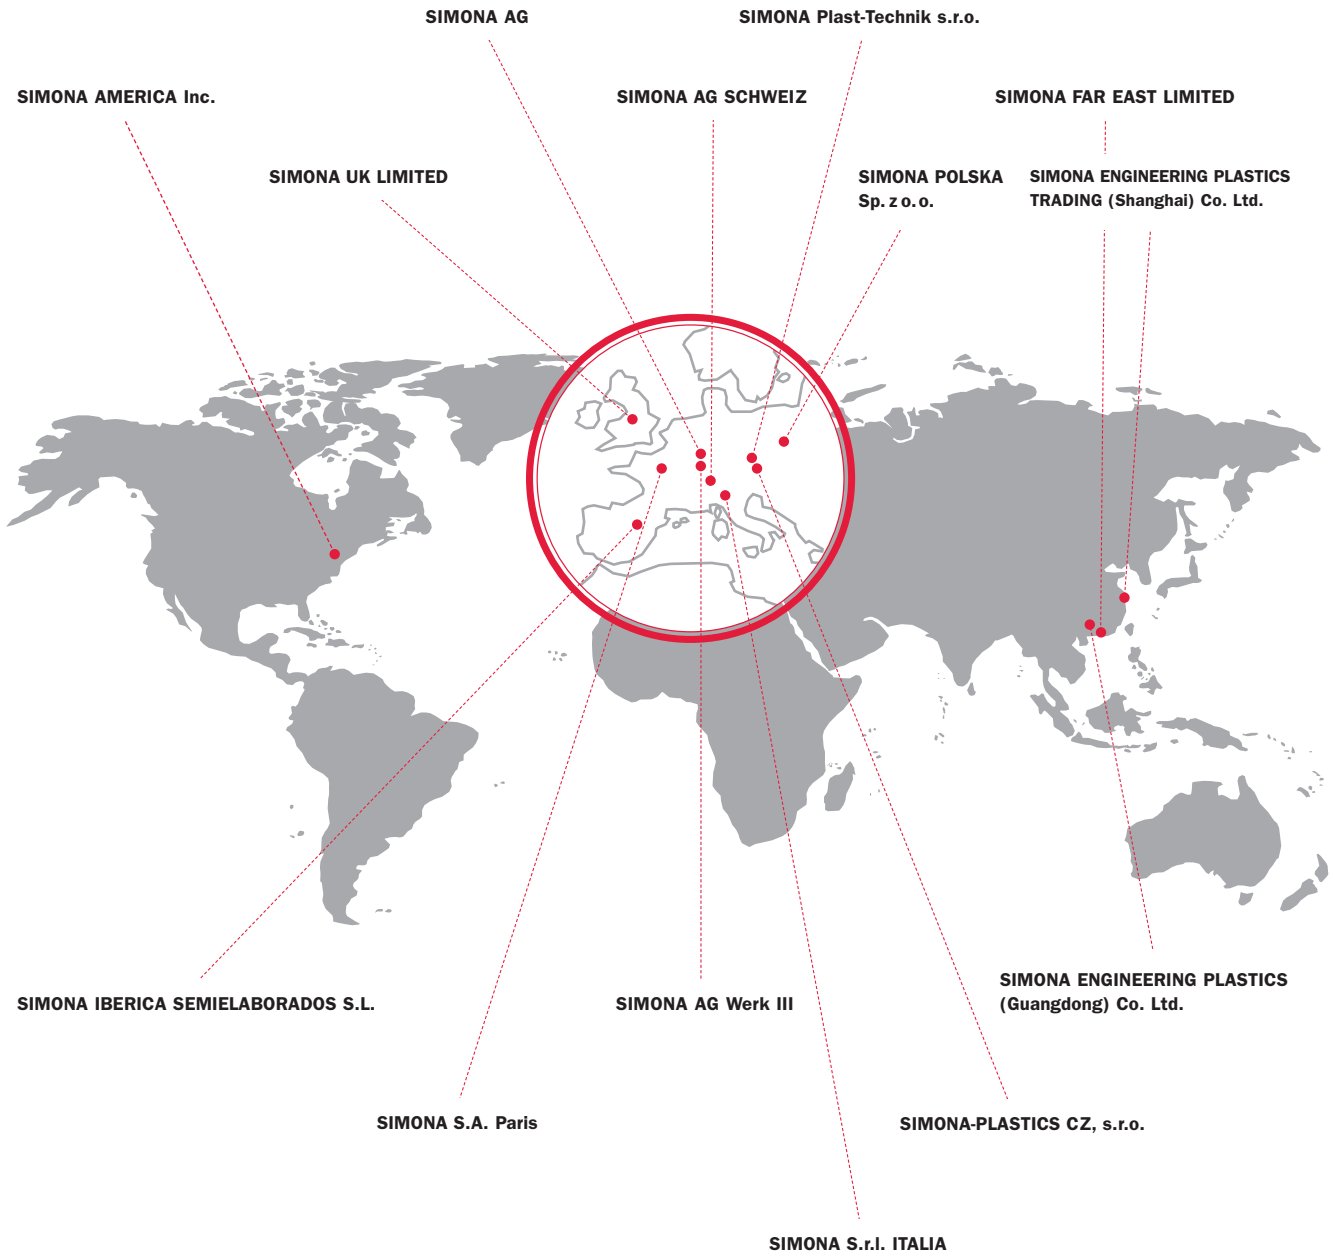 SIMONA AG
SIMONA Plast-Technik s.r.o.
SIMONA AMERICA Inc.
SIMONA AG SCHWEIZ
SIMONA FAR EAST LIMITED
SIMONA UK LIMITED
SIMONA POLSKA
Sp. z o. o.
SIMONA ENGINEERING PLASTICS
TRADING (Shanghai) Co. Ltd.
SIMONA ENGINEERING PLASTICS
(Guangdong) Co. Ltd.
SIMONA IBERICA SEMIELABORADOS S.L.
SIMONA AG Werk III
SIMONA S.A. Paris
SIMONA-PLASTICS CZ, s.r.o.
SIMONA S.r.l. ITALIA